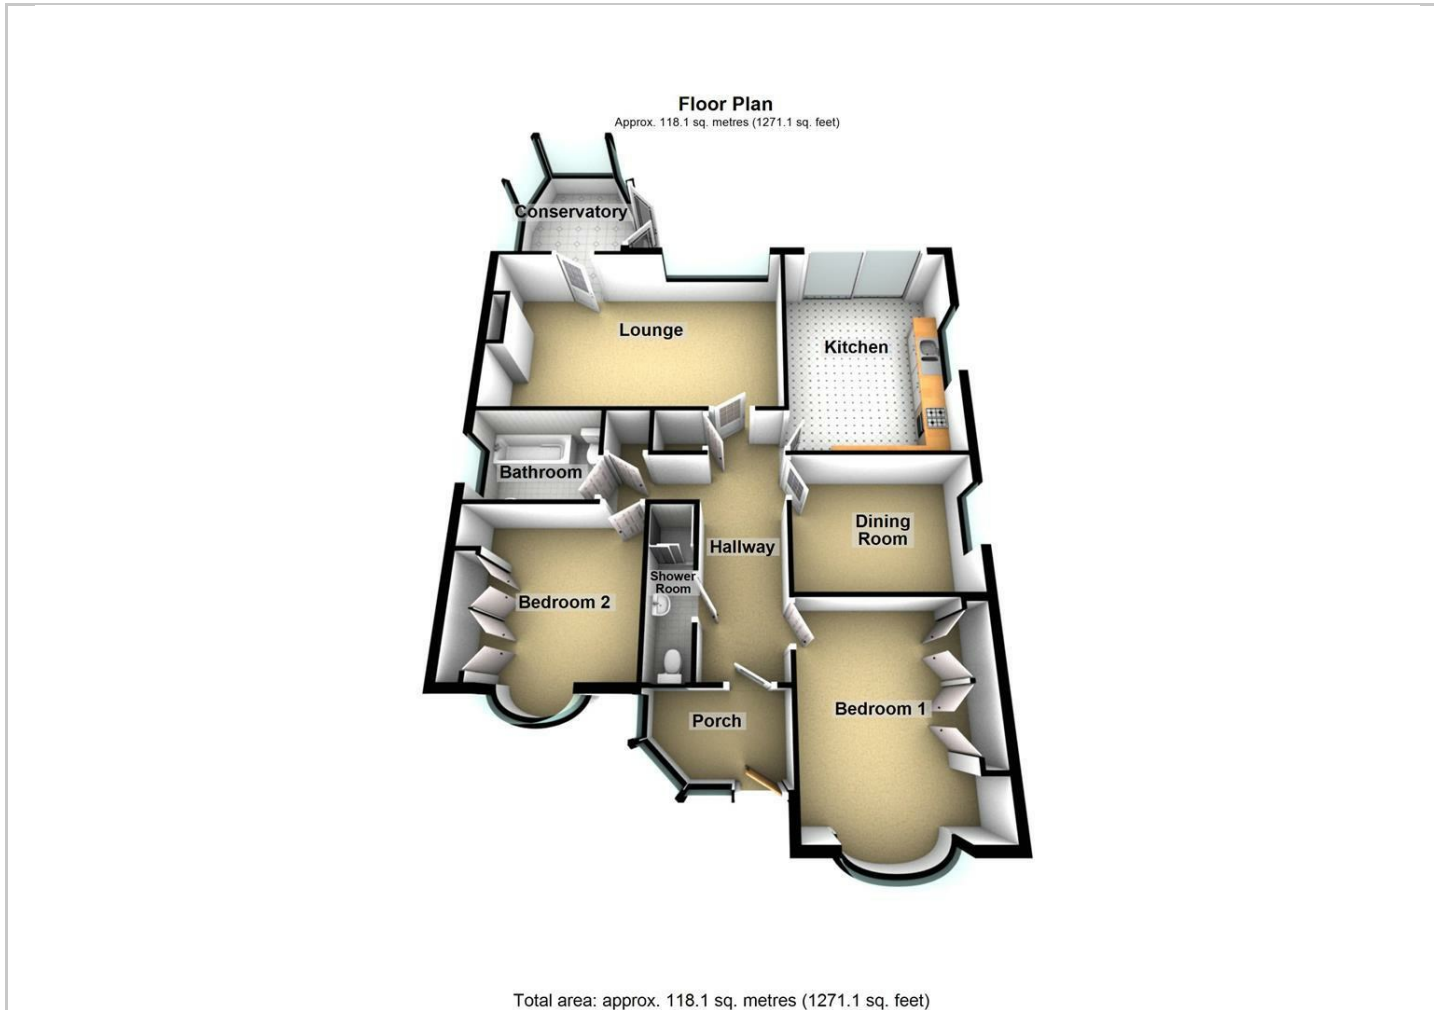 Floor Plan
Approx. 118.1 sq. metres (1271.1 sq. feet)
Conservatory
Lounge
Kitchen
Bathroom
Dining
Room
Hallway
Shower
Room
Bedroom 2
Bedroom 1
Porch
Total area: approx. 118.1 sq. metres (1271.1 sq. feet)